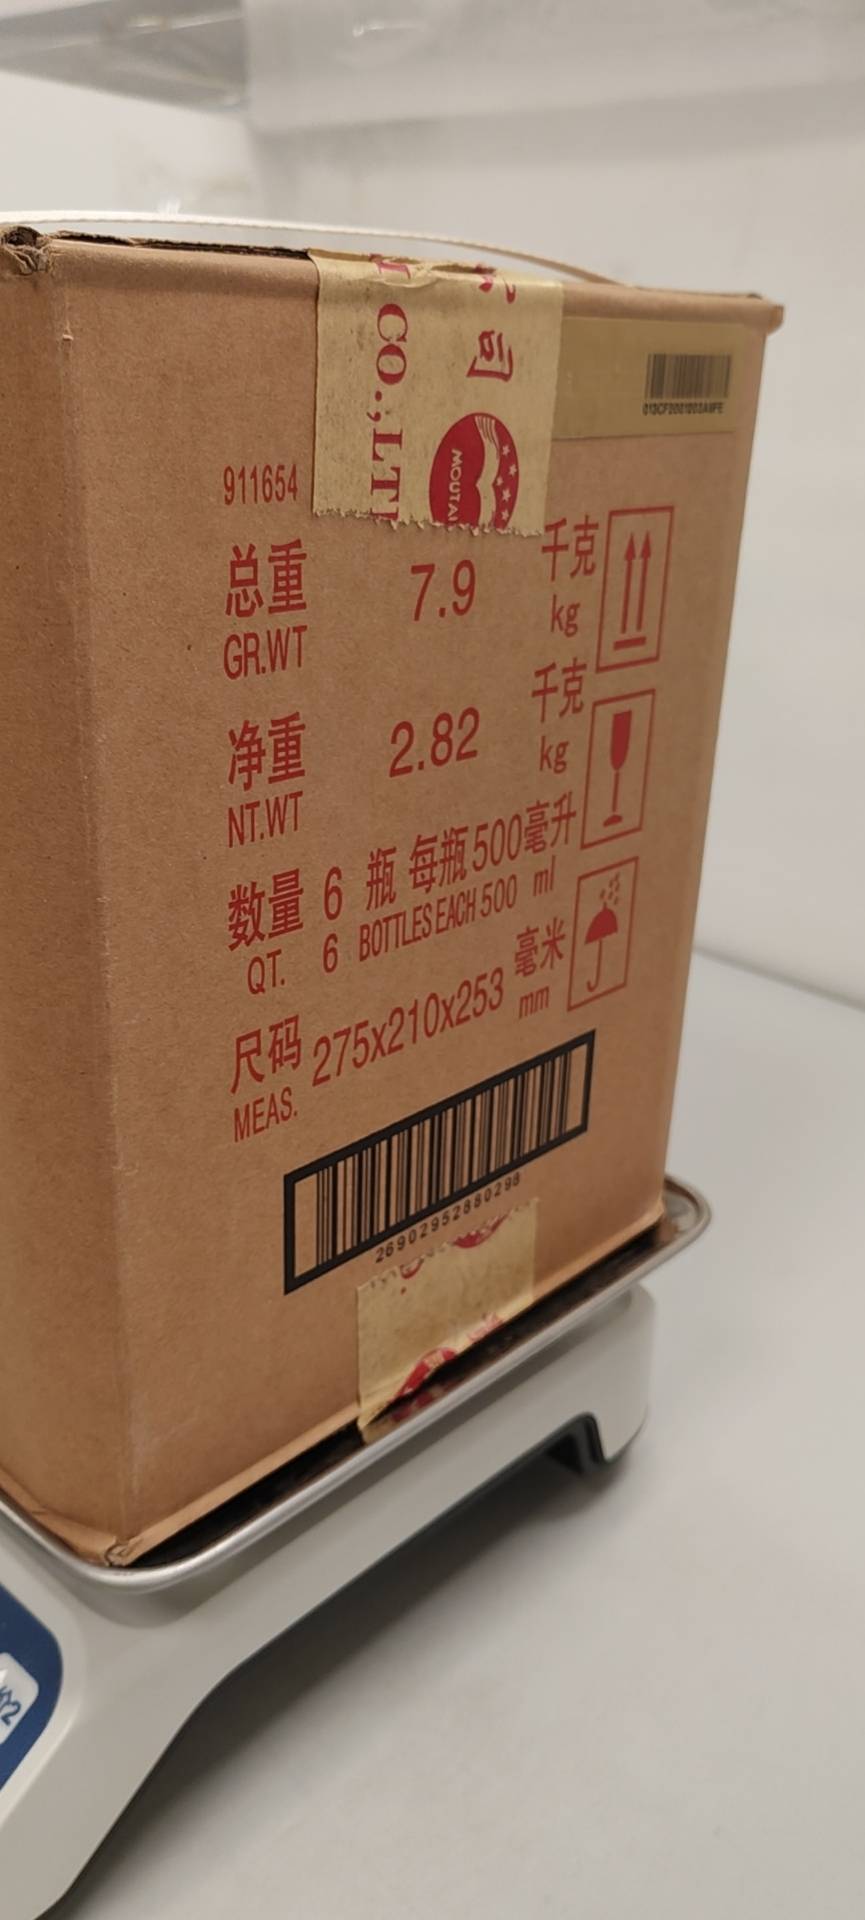 CO.,LT
司
MOUTAI
911654
总重 7.9 千克
GR.WT kg
净重 2.82 千克
NT.WT kg
数量 6 瓶 每瓶 500 毫升
QT. 6 BOTTLES EACH 500 ml
尺码 275x210x253 毫米
MEAS. mm
26902952880298